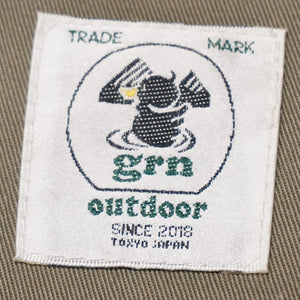 TRADE MARK
grn
outdoor
SINCE 2018
TOKYO JAPAN